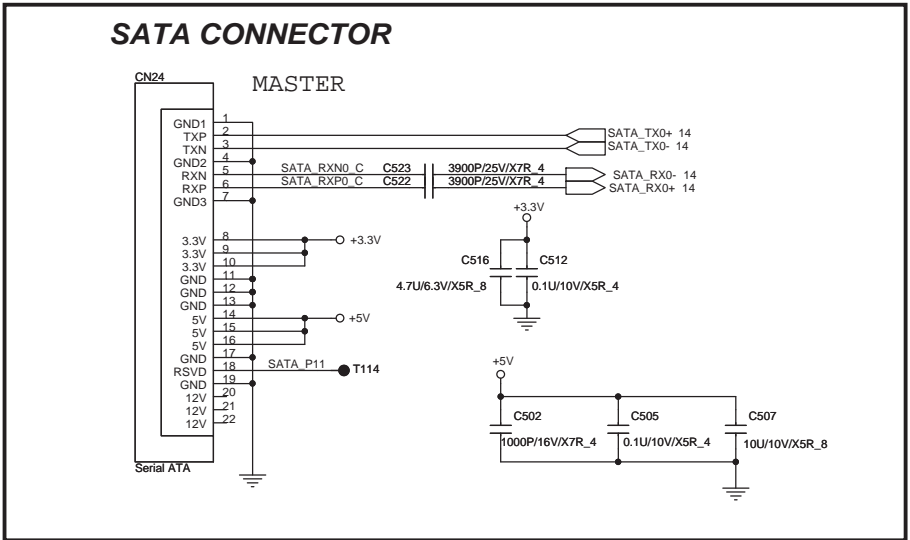 SATA CONNECTOR
CN24
MASTER
GND1 1
TXP 2 SATA_TX0+ 14
TXN 3 SATA_TX0- 14
GND2 4
RXN 5 SATA_RXN0_C C523 3900P/25V/X7R_4 SATA_RX0- 14
RXP 6 SATA_RXP0_C C522 3900P/25V/X7R_4 SATA_RX0+ 14
GND3 7
3.3V 8 +3.3V
3.3V 9
3.3V 10
GND 11
GND 12
GND 13
5V 14 +5V
5V 15
5V 16
GND 17
RSVD 18 SATA_P11 T114
GND 19
12V 20
12V 21
12V 22
Serial ATA
+3.3V
C516 C512
4.7U/6.3V/X5R_8 0.1U/10V/X5R_4
+5V
C502 C505 C507
1000P/16V/X7R_4 0.1U/10V/X5R_4 10U/10V/X5R_8